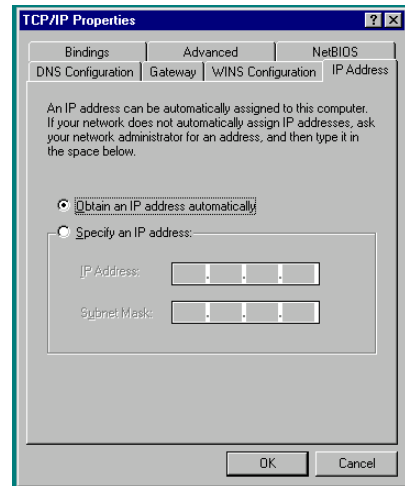 TCP/IP Properties
Bindings Advanced NetBIOS
DNS Configuration Gateway WINS Configuration IP Address
An IP address can be automatically assigned to this computer.
If your network does not automatically assign IP addresses, ask
your network administrator for an address, and then type it in
the space below.
Obtain an IP address automatically
Specify an IP address:
IP Address:
Subnet Mask:
OK Cancel